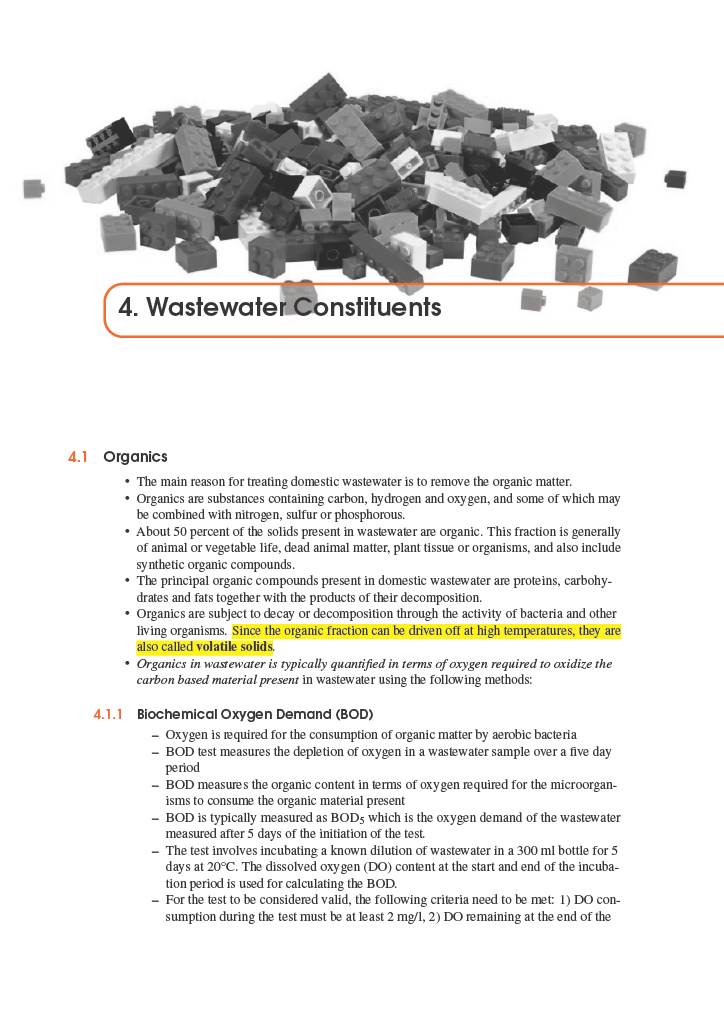 4. Wastewater Constituents
4.1 Organics
• The main reason for treating domestic wastewater is to remove the organic matter.
• Organics are substances containing carbon, hydrogen and oxygen, and some of which may
be combined with nitrogen, sulfur or phosphorous.
• About 50 percent of the solids present in wastewater are organic. This fraction is generally
of animal or vegetable life, dead animal matter, plant tissue or organisms, and also include
synthetic organic compounds.
• The principal organic compounds present in domestic wastewater are proteins, carbohy-
drates and fats together with the products of their decomposition.
• Organics are subject to decay or decomposition through the activity of bacteria and other
living organisms. Since the organic fraction can be driven off at high temperatures, they are
also called volatile solids.
• Organics in wastewater is typically quantified in terms of oxygen required to oxidize the
carbon based material present in wastewater using the following methods:
4.1.1 Biochemical Oxygen Demand (BOD)
– Oxygen is required for the consumption of organic matter by aerobic bacteria
– BOD test measures the depletion of oxygen in a wastewater sample over a five day
period
– BOD measures the organic content in terms of oxygen required for the microorgan-
isms to consume the organic material present
– BOD is typically measured as BOD₅ which is the oxygen demand of the wastewater
measured after 5 days of the initiation of the test.
– The test involves incubating a known dilution of wastewater in a 300 ml bottle for 5
days at 20°C. The dissolved oxygen (DO) content at the start and end of the incuba-
tion period is used for calculating the BOD.
– For the test to be considered valid, the following criteria need to be met: 1) DO con-
sumption during the test must be at least 2 mg/l, 2) DO remaining at the end of the